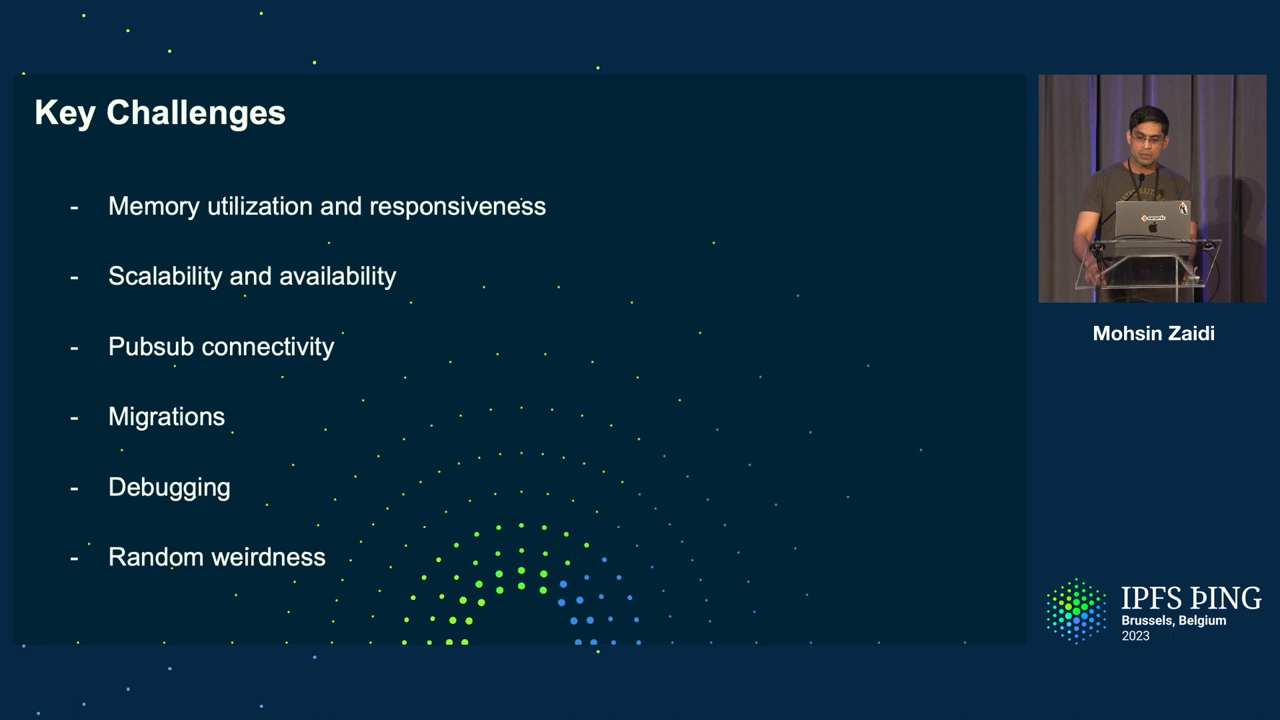 Key Challenges
- Memory utilization and responsiveness
- Scalability and availability
- Pubsub connectivity
- Migrations
- Debugging
- Random weirdness
ceramic
Mohsin Zaidi
IPFS ÞING
Brussels, Belgium
2023